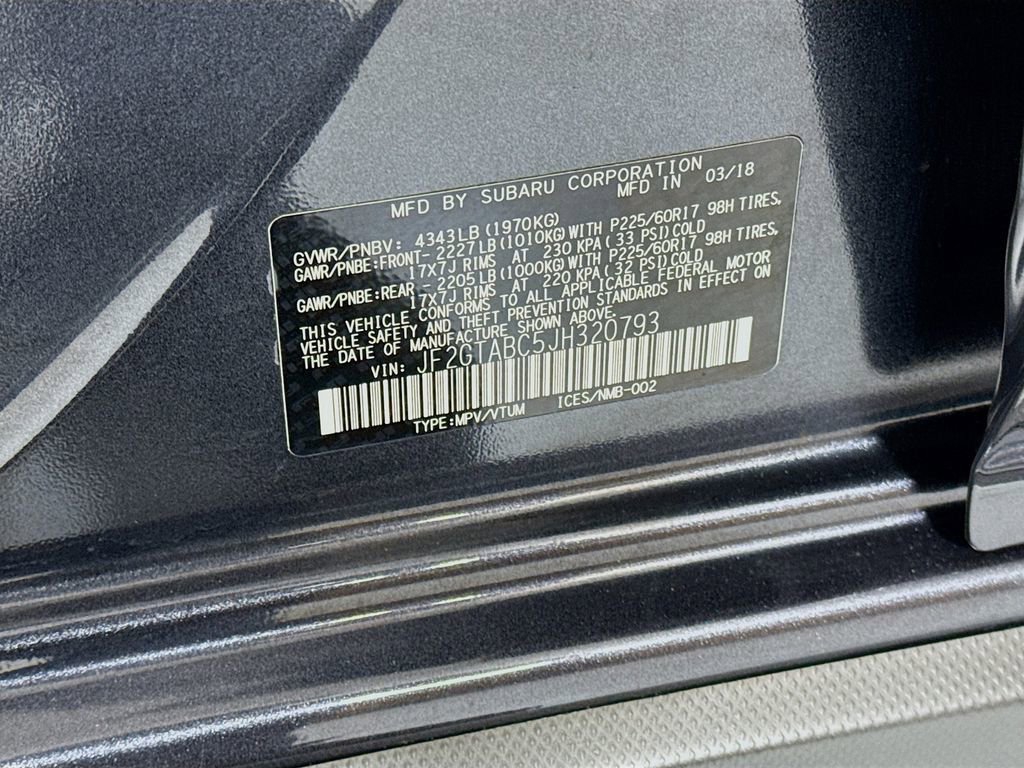 MFD BY SUBARU CORPORATION
MFD IN 03/18
GVWR/PNBV: 4343LB(1970KG)
GAWR/PNBE:FRONT-2227LB(1010KG)WITH P225/60R17 98H TIRES,
17X7J RIMS AT 230 KPA(33 PSI)COLD
GAWR/PNBE:REAR -2205LB(1000KG)WITH P225/60R17 98H TIRES,
17X7J RIMS AT 220 KPA(32 PSI)COLD
THIS VEHICLE CONFORMS TO ALL APPLICABLE FEDERAL MOTOR
VEHICLE SAFETY AND THEFT PREVENTION STANDARDS IN EFFECT ON
THE DATE OF MANUFACTURE SHOWN ABOVE.
VIN: JF2GTABC5JH320793
TYPE:MPV/VTUM ICES/NMB-002